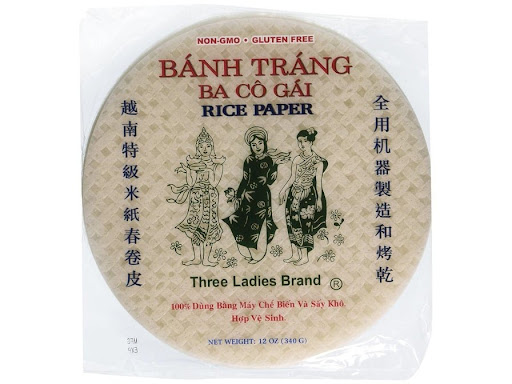 NON-GMO • GLUTEN FREE
BÁNH TRÁNG
BA CÔ GÁI
RICE PAPER
越南特級米紙春卷皮
全用机器製造和烤乾
Three Ladies Brand ®
100% Dùng Bằng Máy Chế Biến Và Sấy Khô.
Hợp Vệ Sinh.
NET WEIGHT: 12 OZ (340 G)